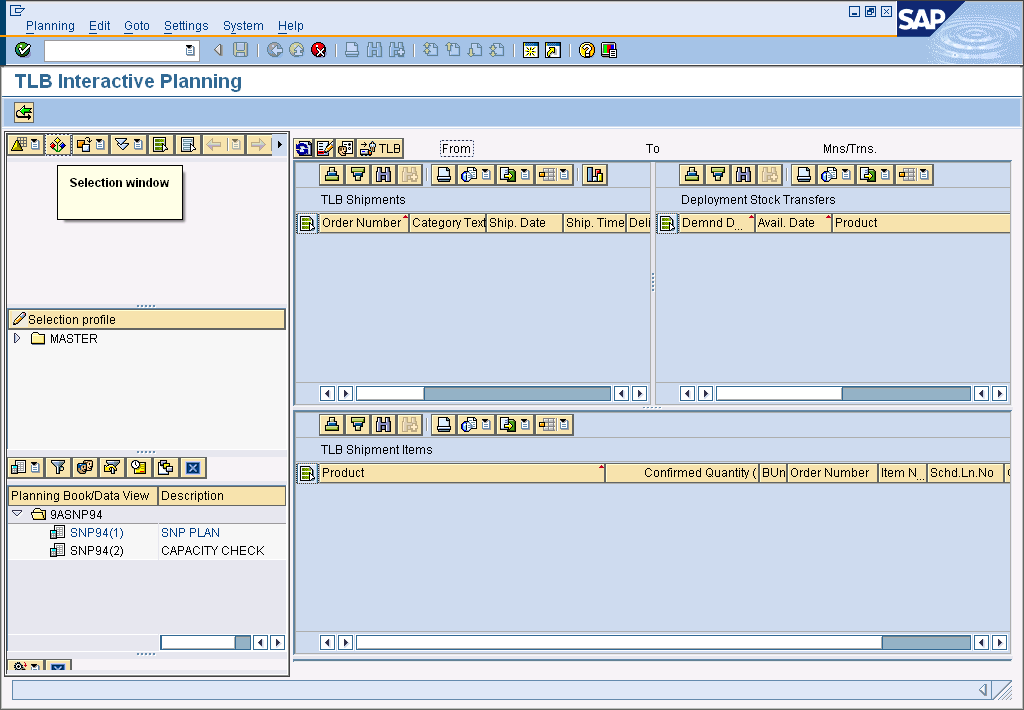 Planning Edit Goto Settings System Help
SAP
TLB Interactive Planning
Selection window
Selection profile
MASTER
Planning Book/Data View Description
9ASNP94
SNP94(1) SNP PLAN
SNP94(2) CAPACITY CHECK
TLB From To Mns/Trns.
TLB Shipments
Order Number Category Text Ship. Date Ship. Time Deli
Deployment Stock Transfers
Demnd D... Avail. Date Product
TLB Shipment Items
Product Confirmed Quantity ( BUn Order Number Item N... Schd.Ln.No